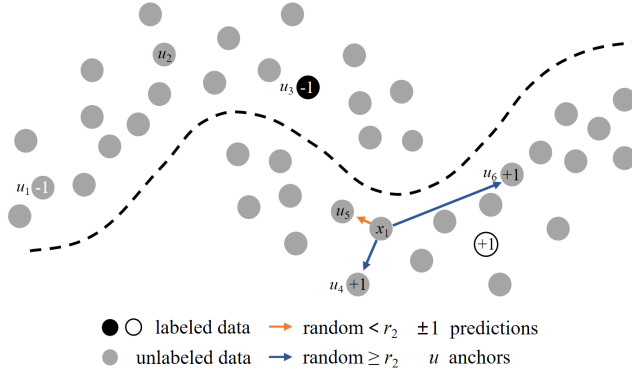 u2
u3 -1
u1 -1
u6 +1
u5
x1
+1
u4 +1
labeled data random < r2 ±1 predictions
unlabeled data random ≥ r2 u anchors